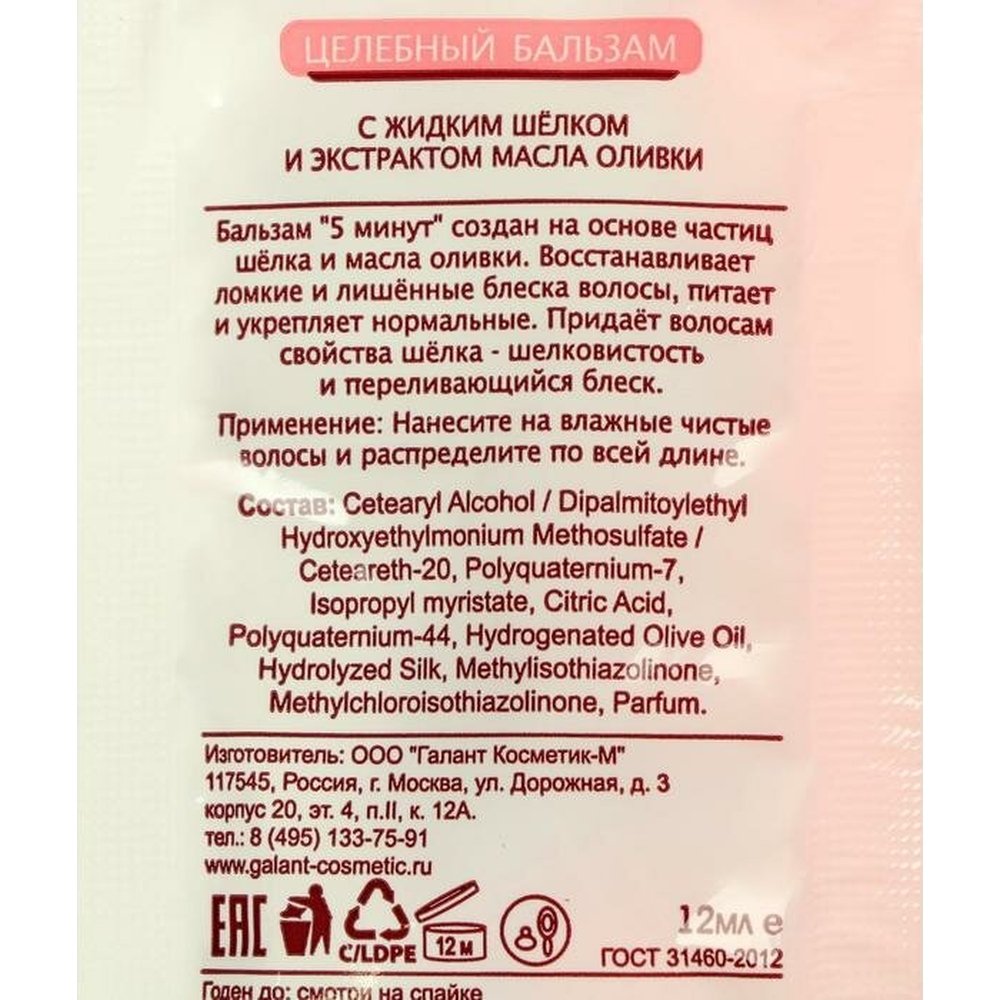 ЦЕЛЕБНЫЙ БАЛЬЗАМ
С ЖИДКИМ ШЁЛКОМ
И ЭКСТРАКТОМ МАСЛА ОЛИВКИ
Бальзам "5 минут" создан на основе частиц
шёлка и масла оливки. Восстанавливает
ломкие и лишённые блеска волосы, питает
и укрепляет нормальные. Придаёт волосам
свойства шёлка - шелковистость
и переливающийся блеск.
Применение: Нанесите на влажные чистые
волосы и распределите по всей длине.
Состав: Cetearyl Alcohol / Dipalmitoylethyl
Hydroxyethylmonium Methosulfate /
Ceteareth-20, Polyquaternium-7,
Isopropyl myristate, Citric Acid,
Polyquaternium-44, Hydrogenated Olive Oil,
Hydrolyzed Silk, Methylisothiazolinone,
Methylchloroisothiazolinone, Parfum.
Изготовитель: ООО "Галант Косметик-М"
117545, Россия, г. Москва, ул. Дорожная, д. 3
корпус 20, эт. 4, п.II, к. 12А.
тел.: 8 (495) 133-75-91
www.galant-cosmetic.ru
EAC
C/LDPE
12 м
12мл е
ГОСТ 31460-2012
Годен до: смотри на спайке